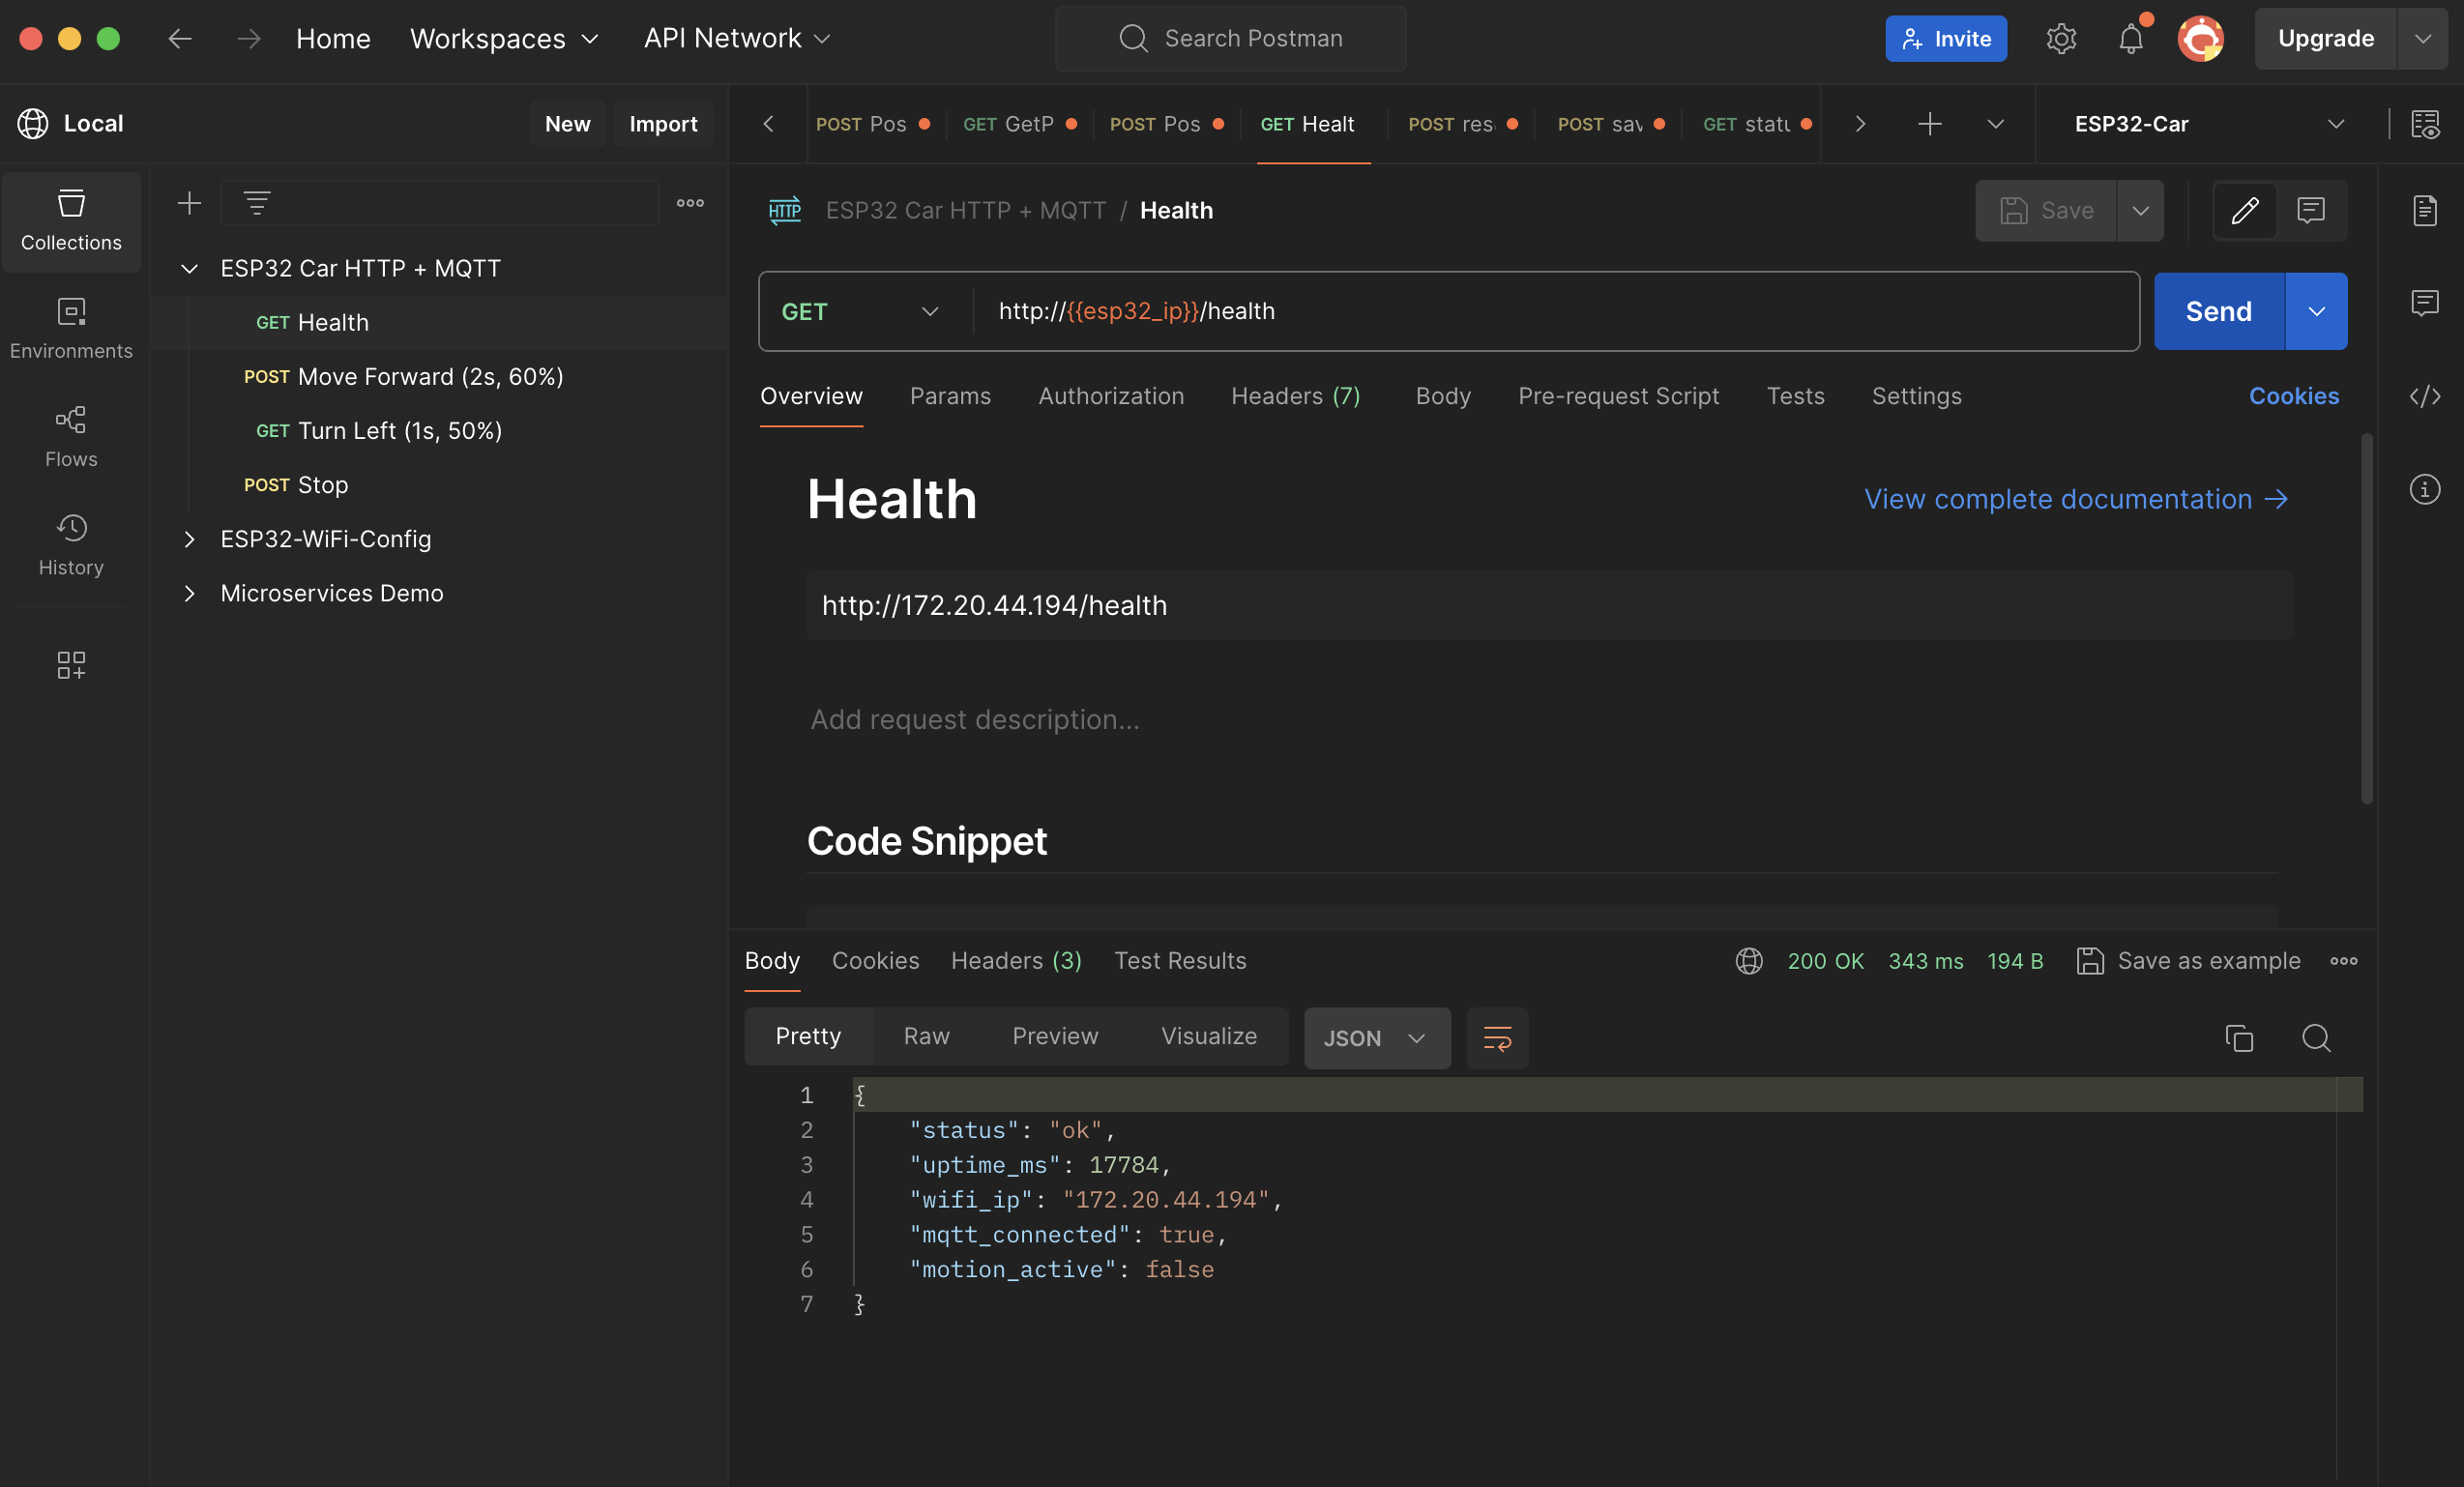 Home Workspaces API Network Search Postman Invite Upgrade
Local New Import
POST Pos GET GetP POST Pos GET Healt POST res POST sav GET statu ESP32-Car
Collections
Environments
Flows
History
ESP32 Car HTTP + MQTT
GET Health
POST Move Forward (2s, 60%)
GET Turn Left (1s, 50%)
POST Stop
ESP32-WiFi-Config
Microservices Demo
HTTP ESP32 Car HTTP + MQTT / Health Save
GET http://{{esp32_ip}}/health Send
Overview Params Authorization Headers (7) Body Pre-request Script Tests Settings Cookies
Health View complete documentation →
http://172.20.44.194/health
Add request description...
Code Snippet
Body Cookies Headers (3) Test Results 200 OK 343 ms 194 B Save as example
Pretty Raw Preview Visualize JSON
1 {
2 "status": "ok",
3 "uptime_ms": 17784,
4 "wifi_ip": "172.20.44.194",
5 "mqtt_connected": true,
6 "motion_active": false
7 }